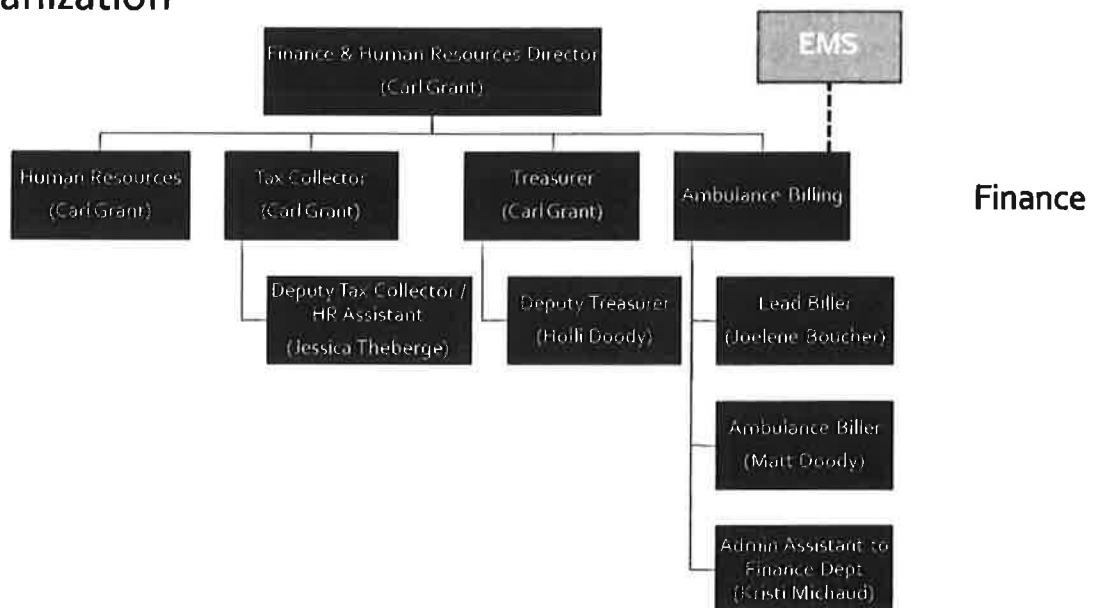 anization
EMS
Finance & Human Resources Director
(Carl Grant)
Human Resources
(Carl Grant)
Tax Collector
(Carl Grant)
Treasurer
(Carl Grant)
Ambulance Billing
Finance
Deputy Tax Collector /
HR Assistant
(Jessica Theberge)
Deputy Treasurer
(Holli Doody)
Lead Biller
(Joelene Boucher)
Ambulance Biller
(Matt Doody)
Admin Assistant to
Finance Dept
(Kristi Michaud)